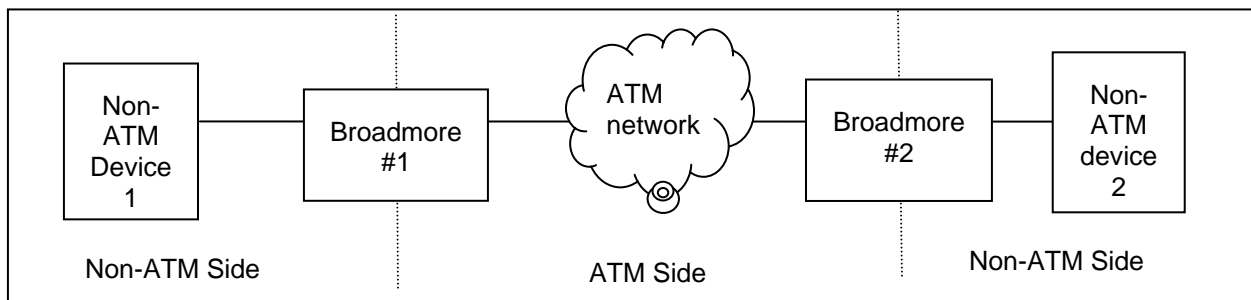 Non-
ATM
Device
1
Broadmore
#1
ATM
network
Broadmore
#2
Non-
ATM
device
2
Non-ATM Side
ATM Side
Non-ATM Side